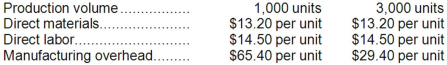 Production volume................. 1,000 units 3,000 units
Direct materials.................... $13.20 per unit $13.20 per unit
Direct labor.......................... $14.50 per unit $14.50 per unit
Manufacturing overhead......... $65.40 per unit $29.40 per unit